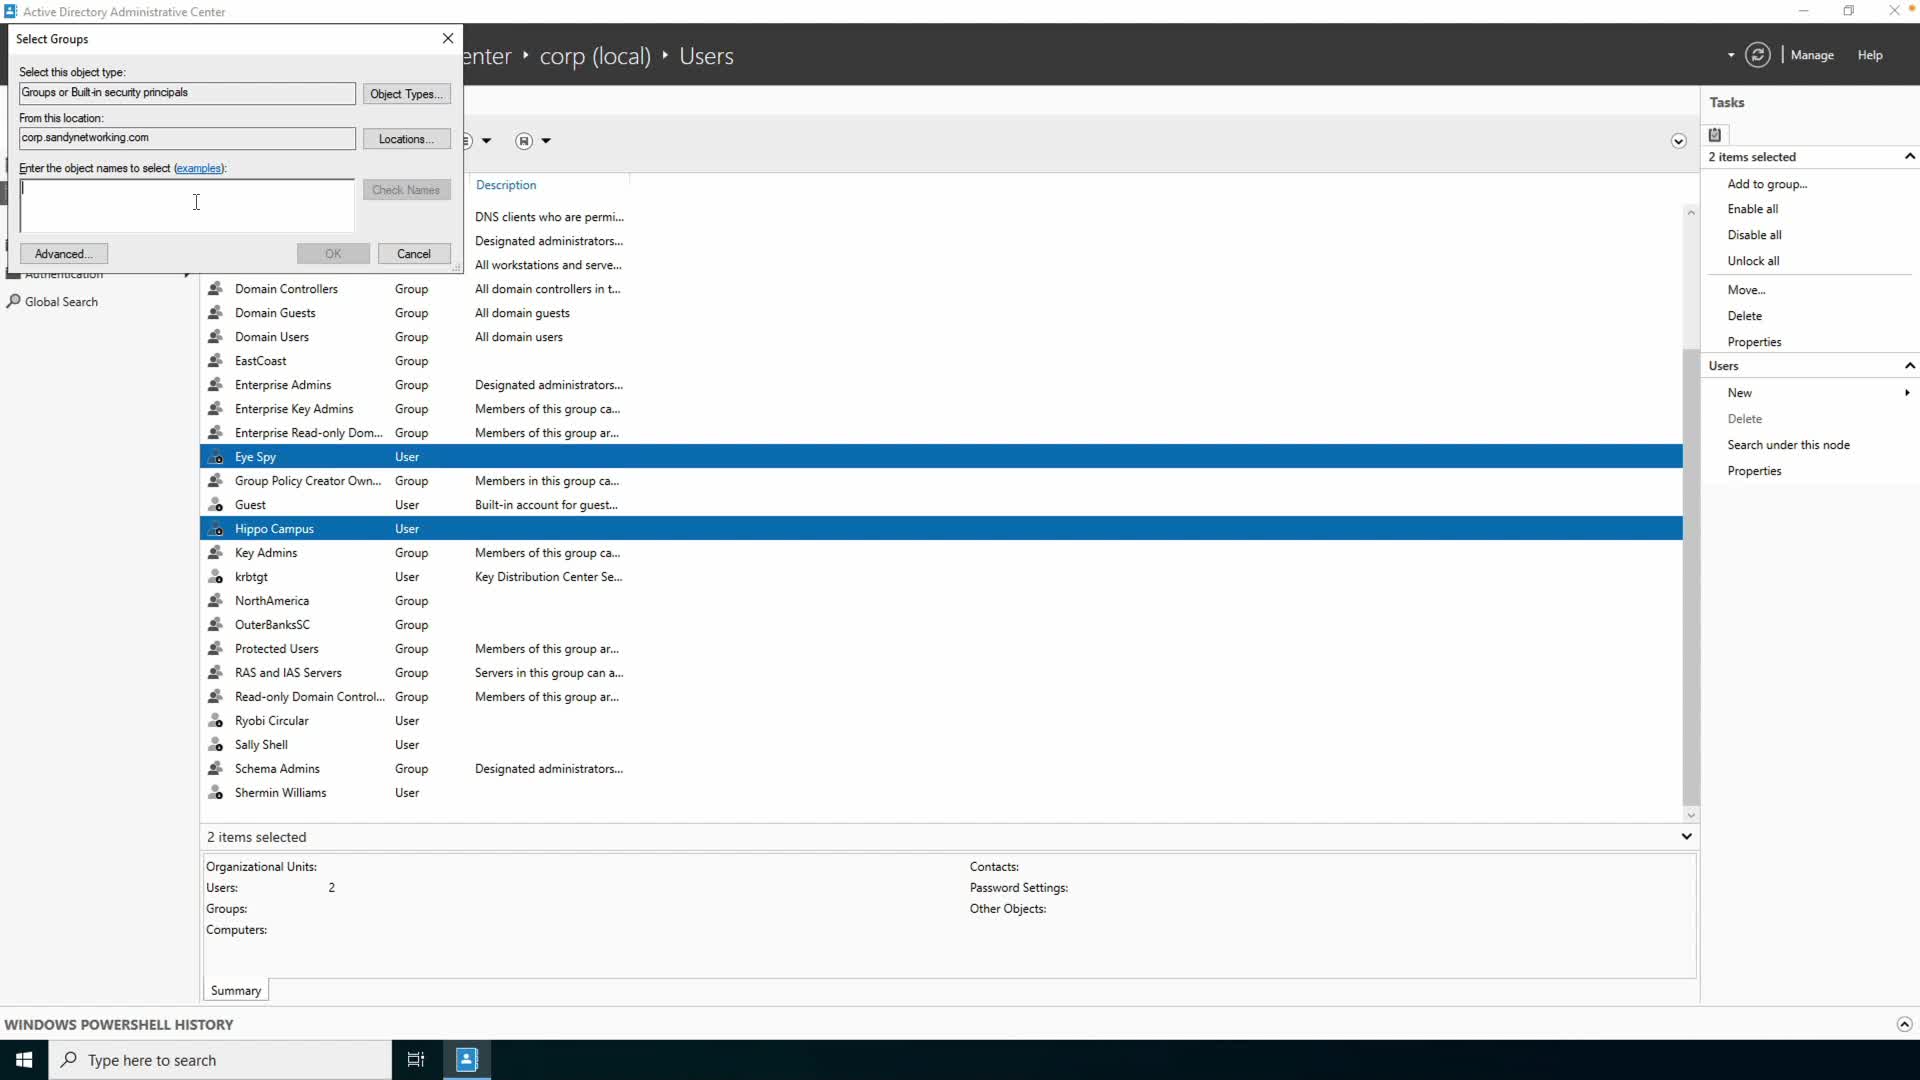 Active Directory Administrative Center
Select Groups
enter ‣ corp (local) ‣ Users
Manage
Help
Select this object type:
Groups or Built-in security principals
Object Types...
From this location:
corp.sandynetworking.com
Locations...
Enter the object names to select (examples):
Check Names
Advanced...
OK
Cancel
Authentication
Global Search
Description
DNS clients who are permi...
Designated administrators...
All workstations and serve...
Domain Controllers Group All domain controllers in t...
Domain Guests Group All domain guests
Domain Users Group All domain users
EastCoast Group
Enterprise Admins Group Designated administrators...
Enterprise Key Admins Group Members of this group ca...
Enterprise Read-only Dom... Group Members of this group ar...
Eye Spy User
Group Policy Creator Own... Group Members in this group ca...
Guest User Built-in account for guest...
Hippo Campus User
Key Admins Group Members of this group ca...
krbtgt User Key Distribution Center Se...
NorthAmerica Group
OuterBanksSC Group
Protected Users Group Members of this group ar...
RAS and IAS Servers Group Servers in this group can a...
Read-only Domain Control... Group Members of this group ar...
Ryobi Circular User
Sally Shell User
Schema Admins Group Designated administrators...
Shermin Williams User
2 items selected
Organizational Units:
Users: 2
Groups:
Computers:
Contacts:
Password Settings:
Other Objects:
Summary
Tasks
2 items selected
Add to group...
Enable all
Disable all
Unlock all
Move...
Delete
Properties
Users
New
Delete
Search under this node
Properties
WINDOWS POWERSHELL HISTORY
Type here to search